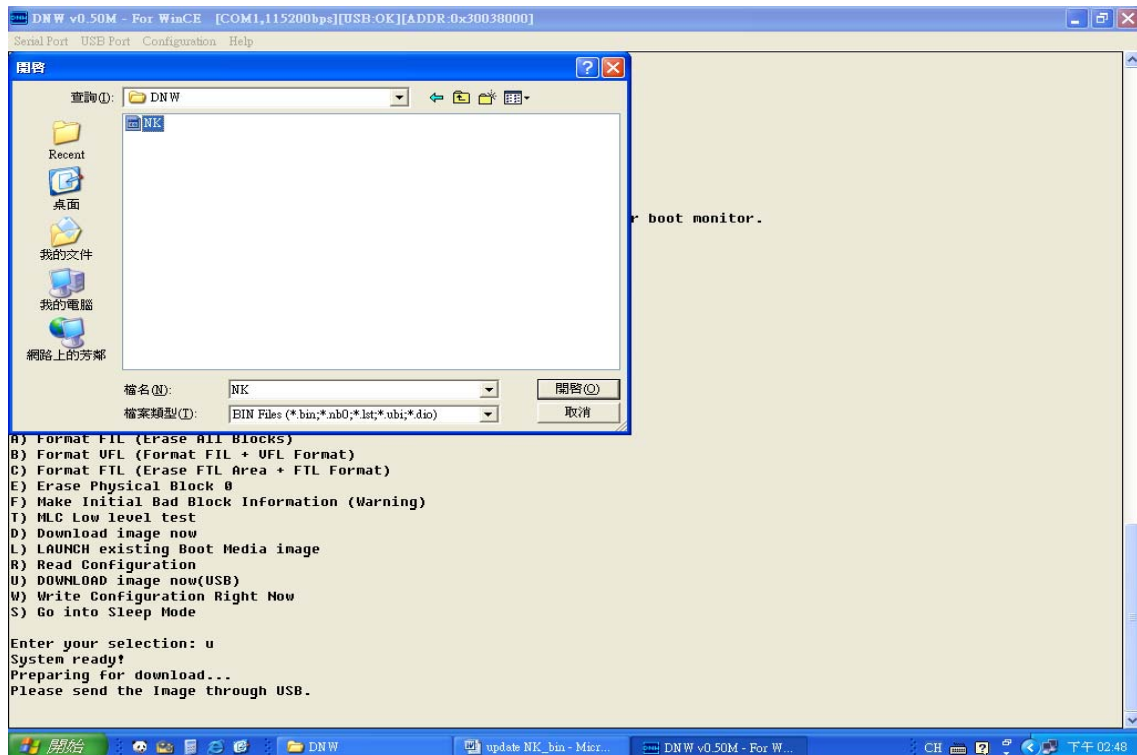 DNW v0.50M - For WinCE [COM1,115200bps][USB:OK][ADDR:0x30038000]
Serial Port USB Port Configuration Help
開啓
查詢(I): DNW
NK
Recent
桌面
我的文件
我的電腦
網路上的芳鄰
檔名(N): NK 開啓(O)
檔案類型(T): BIN Files (*.bin;*.nb0;*.lst;*.ubi;*.dio) 取消
r boot monitor.
A) Format FIL (Erase All Blocks)
B) Format VFL (Format FIL + VFL Format)
C) Format FTL (Erase FTL Area + FTL Format)
E) Erase Physical Block 0
F) Make Initial Bad Block Information (Warning)
T) MLC Low level test
D) Download image now
L) LAUNCH existing Boot Media image
R) Read Configuration
U) DOWNLOAD image now(USB)
W) Write Configuration Right Now
S) Go into Sleep Mode
Enter your selection: u
System ready!
Preparing for download...
Please send the Image through USB.
開始 DNW update NK_bin - Micr... DNW v0.50M - For W... CH 下午 02:48